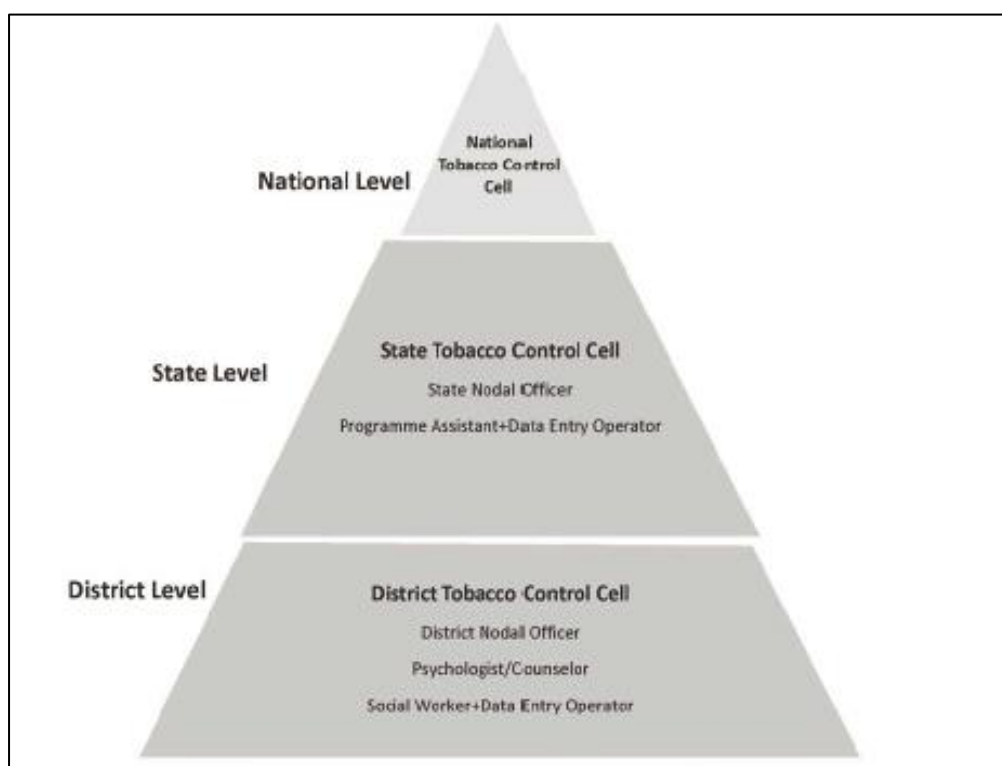 National
Tobacco Control
Cell
National Level
State Tobacco Control Cell
State Level
State Nodal Officer
Programme Assistant+Data Entry Operator
District Level
District Tobacco Control Cell
District Nodal Officer
Psychologist/Counselor
Social Worker+Data Entry Operator